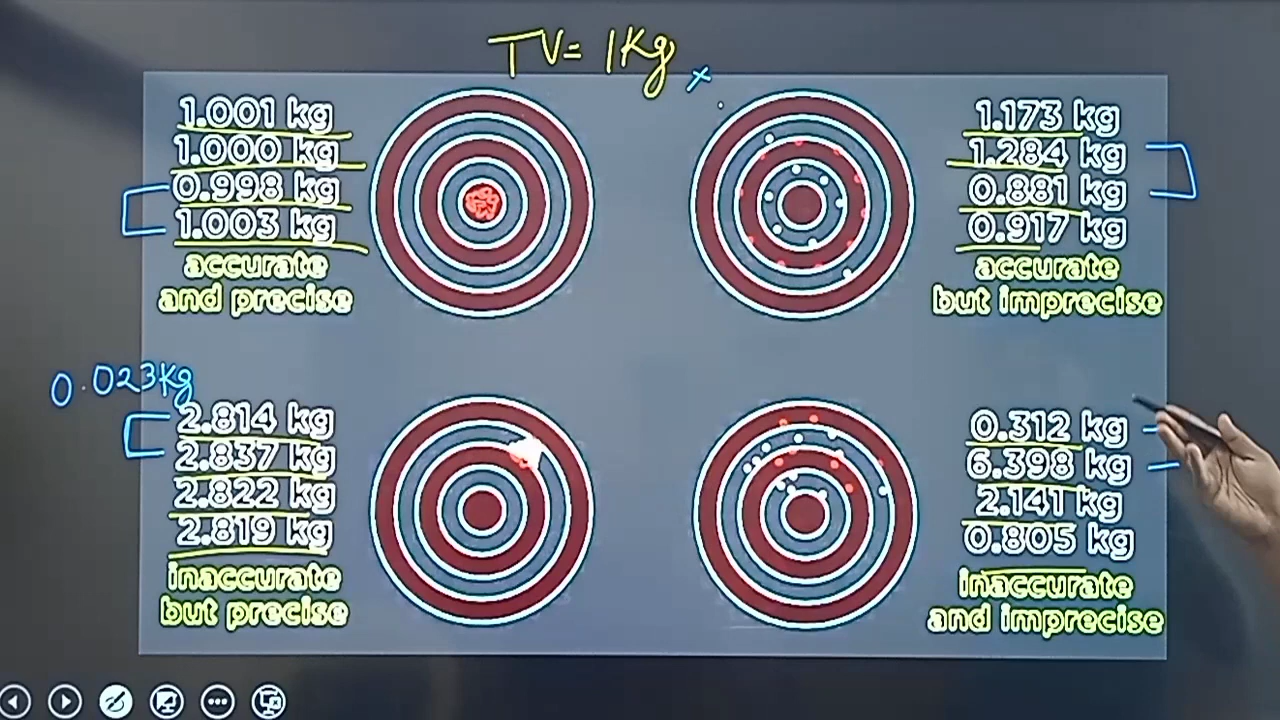 TV= 1Kg
1.001 kg
1.000 kg
0.998 kg
1.003 kg
accurate
and precise
1.173 kg
1.284 kg
0.881 kg
0.917 kg
accurate
but imprecise
0.023Kg
2.814 kg
2.837 kg
2.822 kg
2.819 kg
inaccurate
but precise
0.312 kg
6.398 kg
2.141 kg
0.805 kg
inaccurate
and imprecise